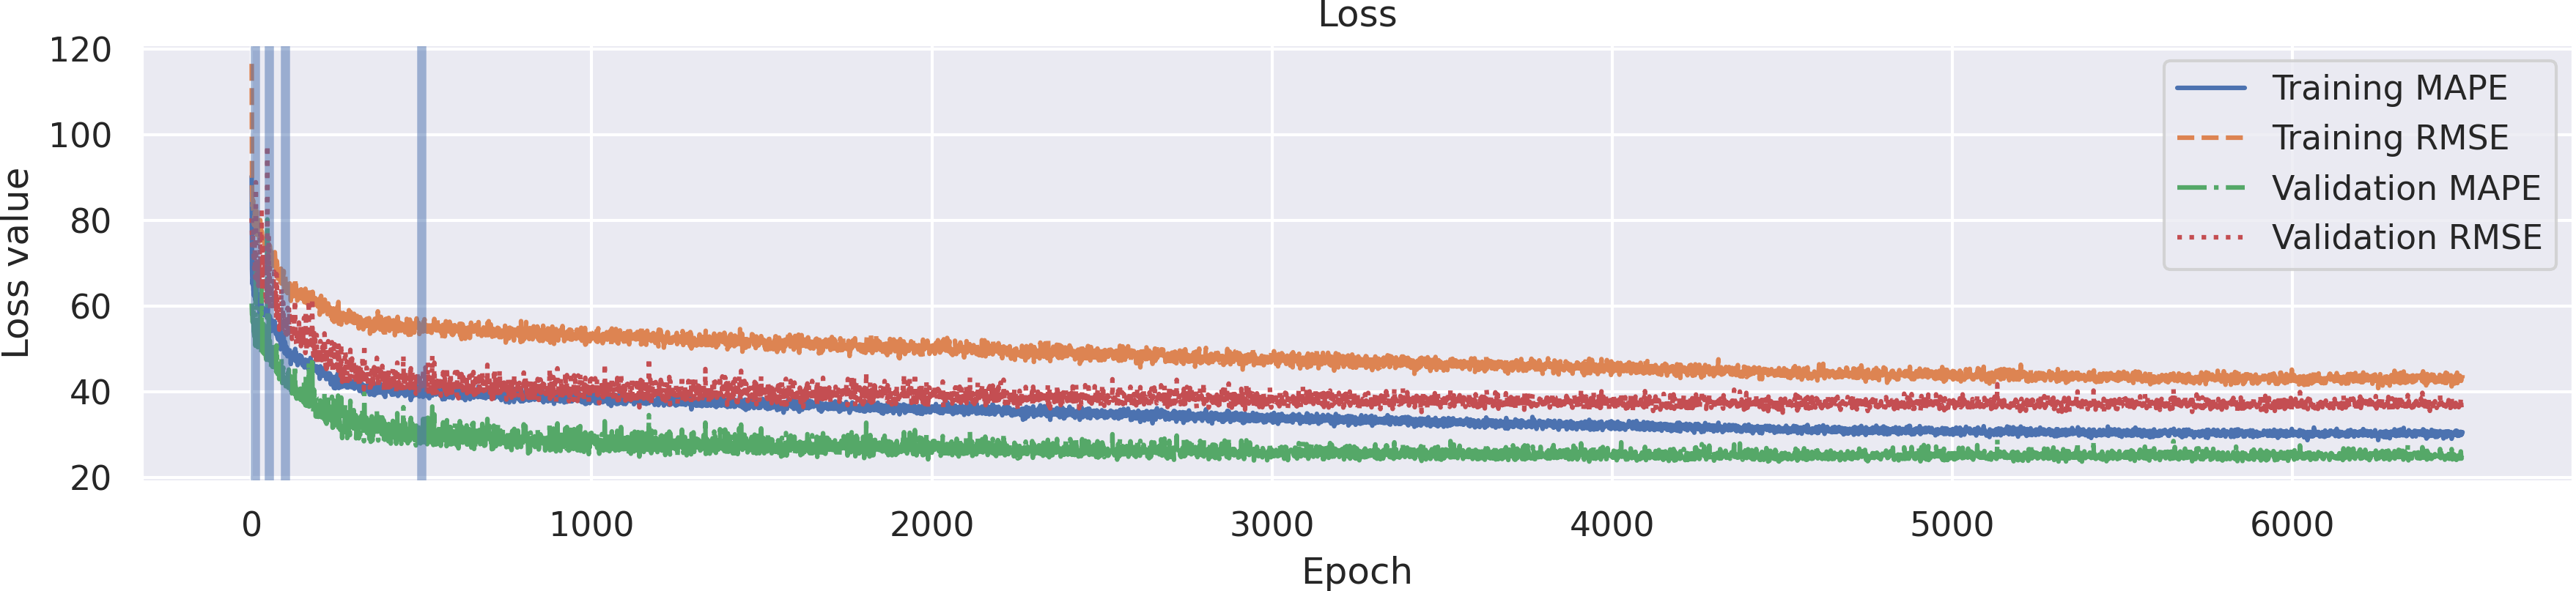 Loss
120
100
80
60
40
20
Loss value
0 1000 2000 3000 4000 5000 6000
Epoch
Training MAPE
Training RMSE
Validation MAPE
Validation RMSE